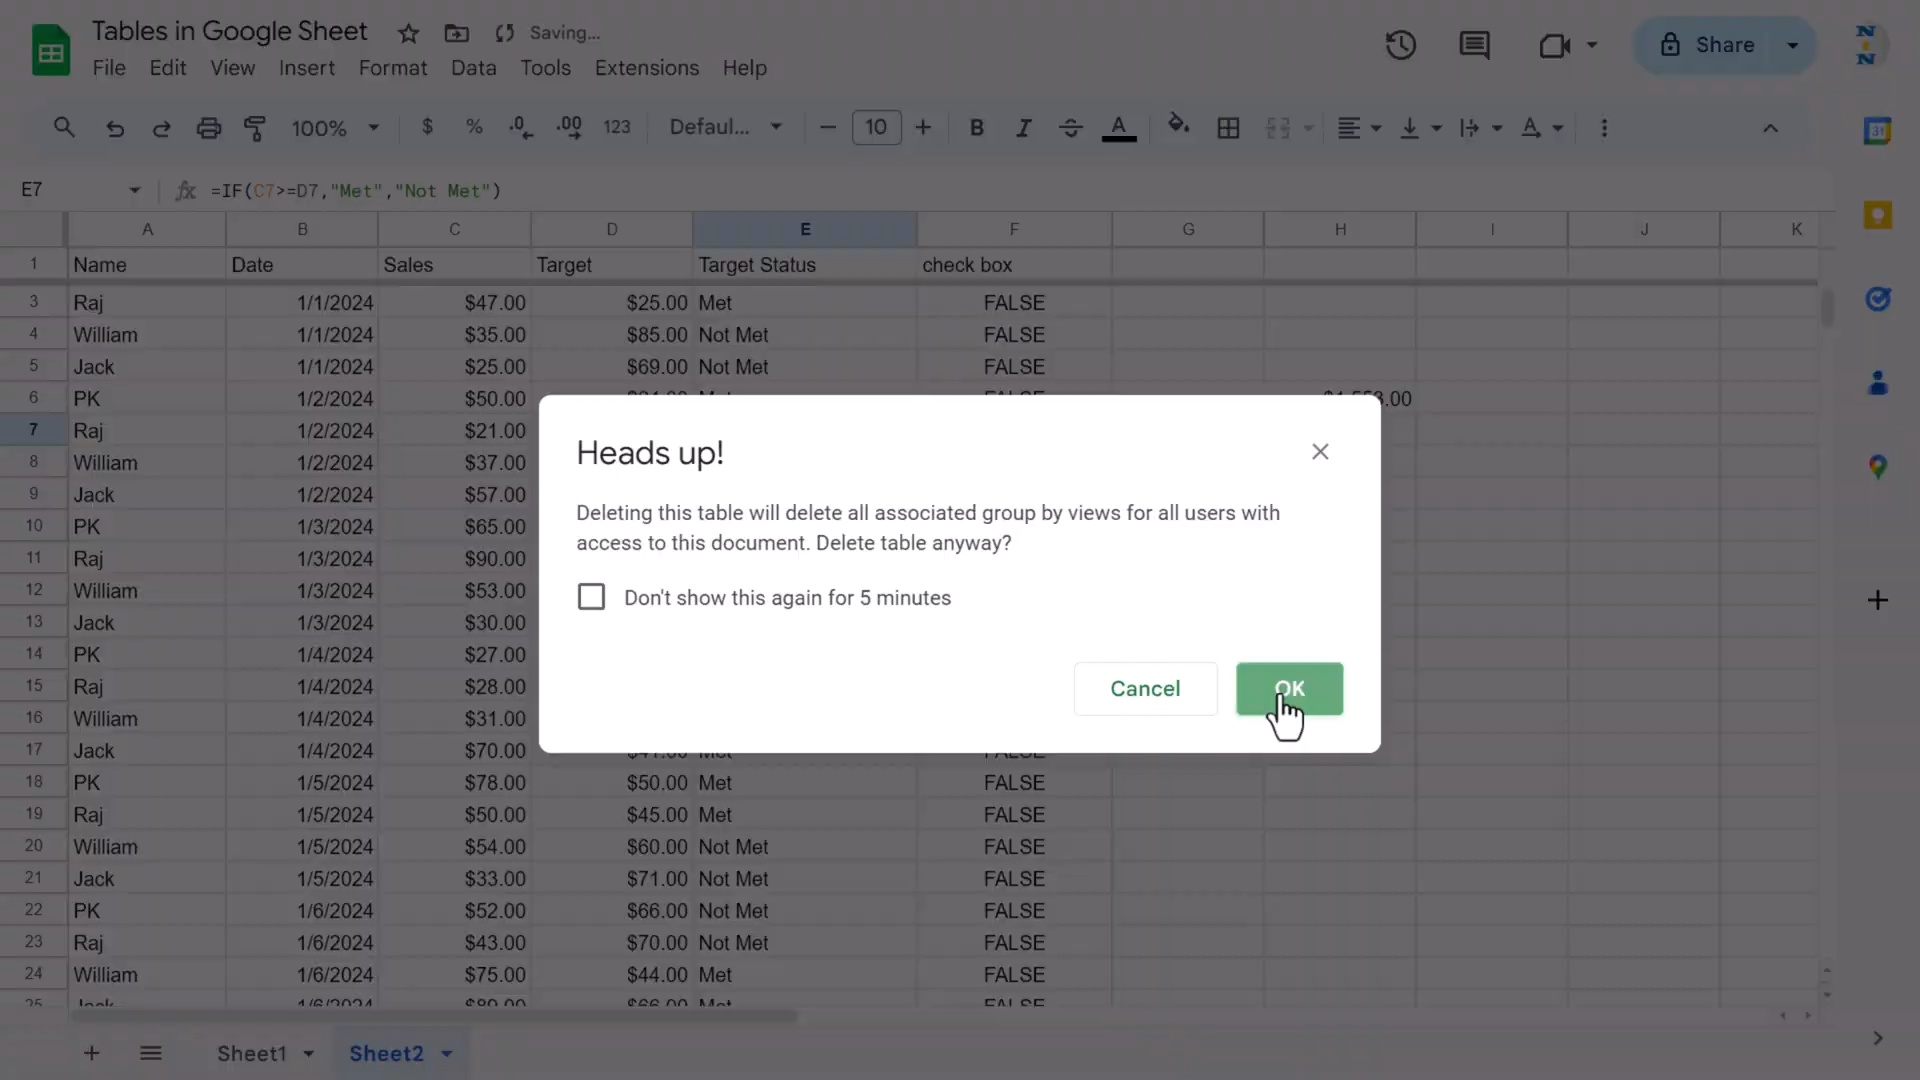 Tables in Google Sheet Saving...
File Edit View Insert Format Data Tools Extensions Help
Share
100% $ % .0 .00 123 Defaul... 10 B I A A
31
E7 fx =IF(C7>=D7,"Met","Not Met")
A B C D E F G H I J K
1 Name Date Sales Target Target Status check box
3 Raj 1/1/2024 $47.00 $25.00 Met FALSE
4 William 1/1/2024 $35.00 $85.00 Not Met FALSE
5 Jack 1/1/2024 $25.00 $69.00 Not Met FALSE
6 PK 1/2/2024 $50.00 FALSE
7 Raj 1/2/2024 $21.00
8 William 1/2/2024 $37.00
9 Jack 1/2/2024 $57.00
10 PK 1/3/2024 $65.00
11 Raj 1/3/2024 $90.00
12 William 1/3/2024 $53.00
13 Jack 1/3/2024 $30.00
14 PK 1/4/2024 $27.00
15 Raj 1/4/2024 $28.00
16 William 1/4/2024 $31.00
17 Jack 1/4/2024 $70.00 FALSE
18 PK 1/5/2024 $78.00 $50.00 Met FALSE
19 Raj 1/5/2024 $50.00 $45.00 Met FALSE
20 William 1/5/2024 $54.00 $60.00 Not Met FALSE
21 Jack 1/5/2024 $33.00 $71.00 Not Met FALSE
22 PK 1/6/2024 $52.00 $66.00 Not Met FALSE
23 Raj 1/6/2024 $43.00 $70.00 Not Met FALSE
24 William 1/6/2024 $75.00 $44.00 Met FALSE
25 Jack 1/6/2024 $66.00 Met FALSE
Heads up!
Deleting this table will delete all associated group by views for all users with
access to this document. Delete table anyway?
Don't show this again for 5 minutes
Cancel OK
Sheet1 Sheet2